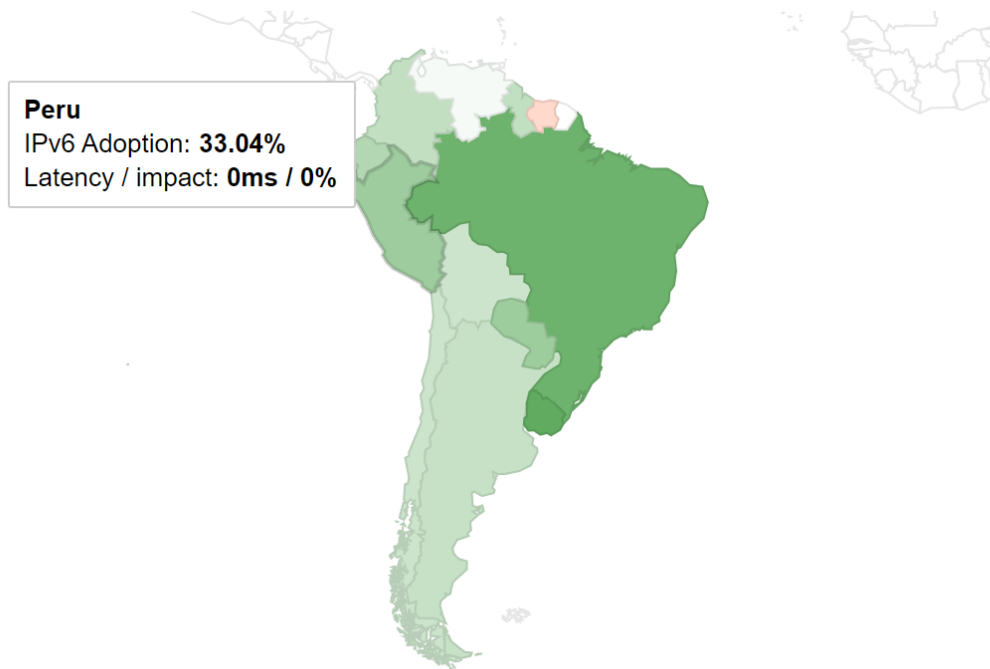 Peru
IPv6 Adoption: 33.04%
Latency / impact: 0ms / 0%